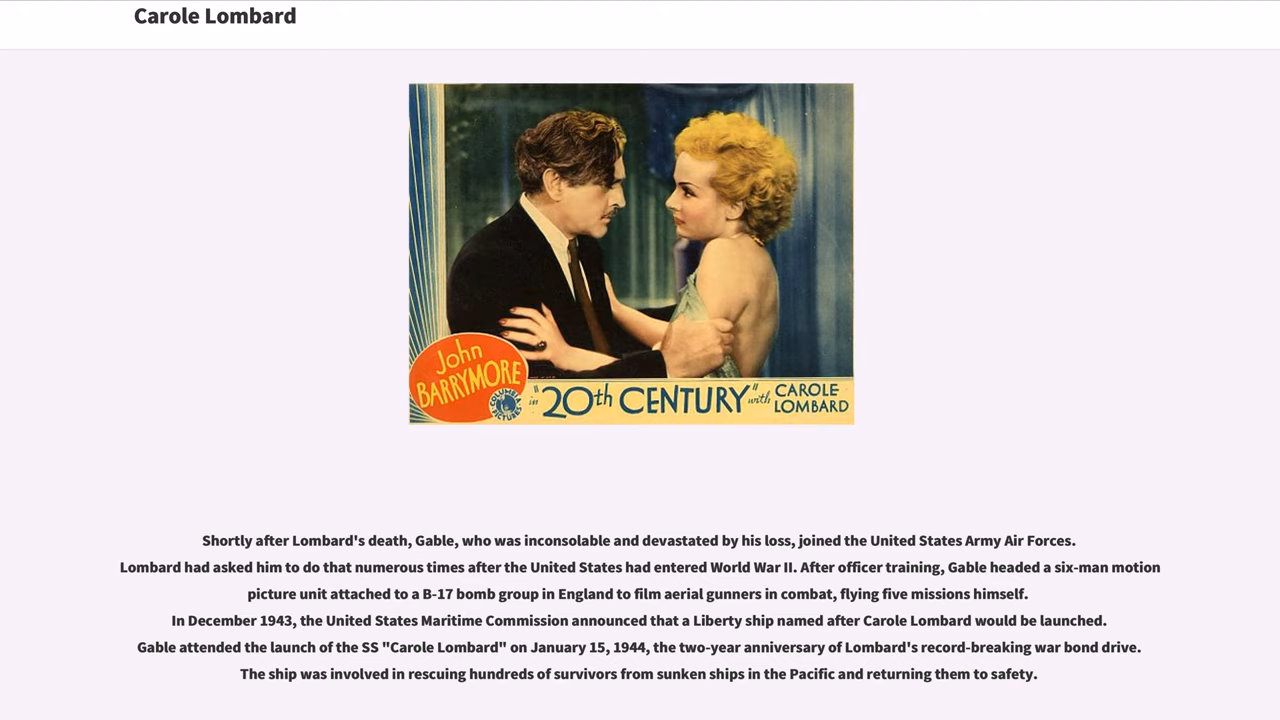 Carole Lombard
John
BARRYMORE
COLUMBIA
PICTURES
in "20th CENTURY" with CAROLE
LOMBARD
Shortly after Lombard's death, Gable, who was inconsolable and devastated by his loss, joined the United States Army Air Forces.
Lombard had asked him to do that numerous times after the United States had entered World War II. After officer training, Gable headed a six-man motion
picture unit attached to a B-17 bomb group in England to film aerial gunners in combat, flying five missions himself.
In December 1943, the United States Maritime Commission announced that a Liberty ship named after Carole Lombard would be launched.
Gable attended the launch of the SS "Carole Lombard" on January 15, 1944, the two-year anniversary of Lombard's record-breaking war bond drive.
The ship was involved in rescuing hundreds of survivors from sunken ships in the Pacific and returning them to safety.